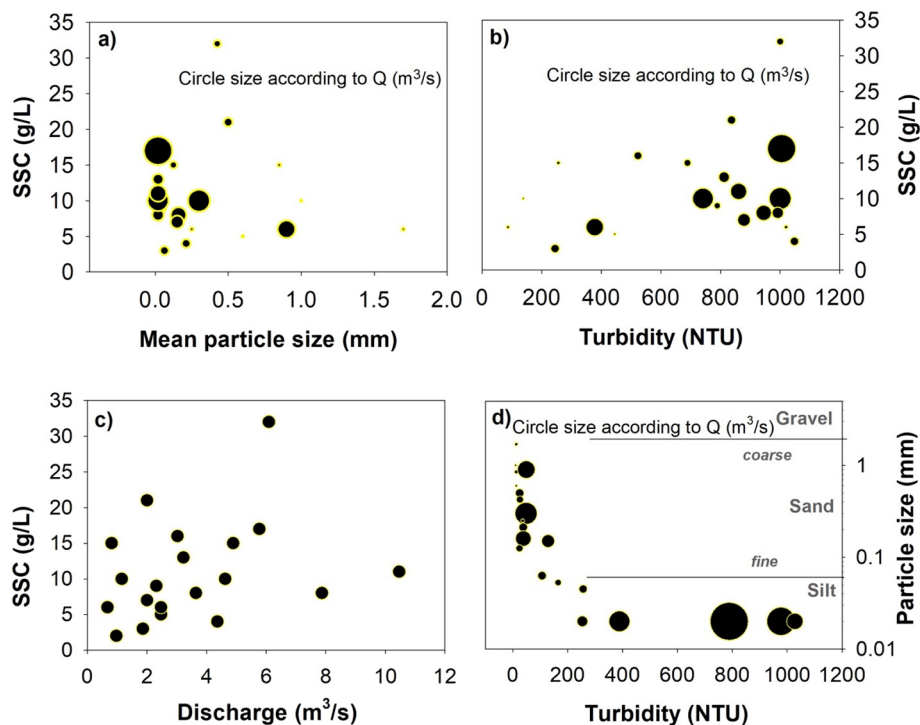 a)
Circle size according to Q (m³/s)
SSC (g/L)
35
30
25
20
15
10
5
0
0.0 0.5 1.0 1.5 2.0
Mean particle size (mm)
b)
Circle size according to Q (m³/s)
35
30
25
20
15
10
5
0
SSC (g/L)
0 200 400 600 800 1000 1200
Turbidity (NTU)
c)
SSC (g/L)
35
30
25
20
15
10
5
0
0 2 4 6 8 10 12
Discharge (m³/s)
d)
Circle size according to Q (m³/s)
Gravel
coarse
Sand
fine
Silt
1
0.1
0.01
Particle size (mm)
0 200 400 600 800 1000 1200
Turbidity (NTU)